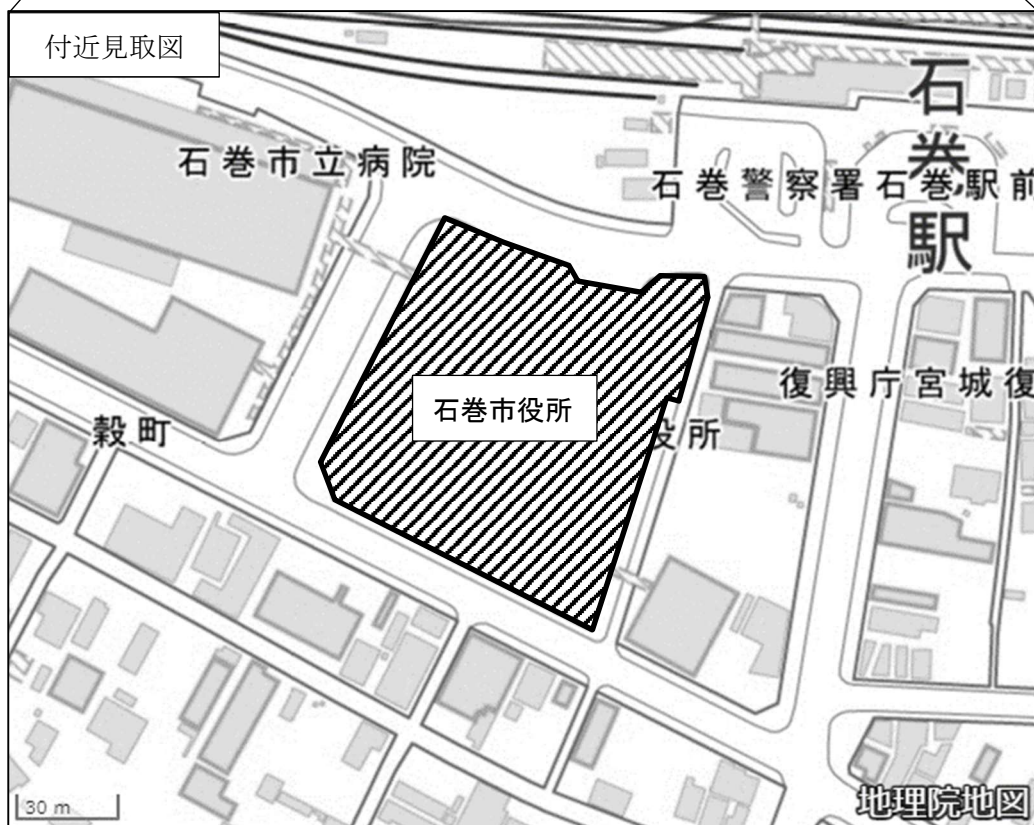 付近見取図
石巻駅
石巻市立病院
石巻警察署石巻駅前
復興庁宮城復
石巻市役所
穀町
役所
30 m
地理院地図